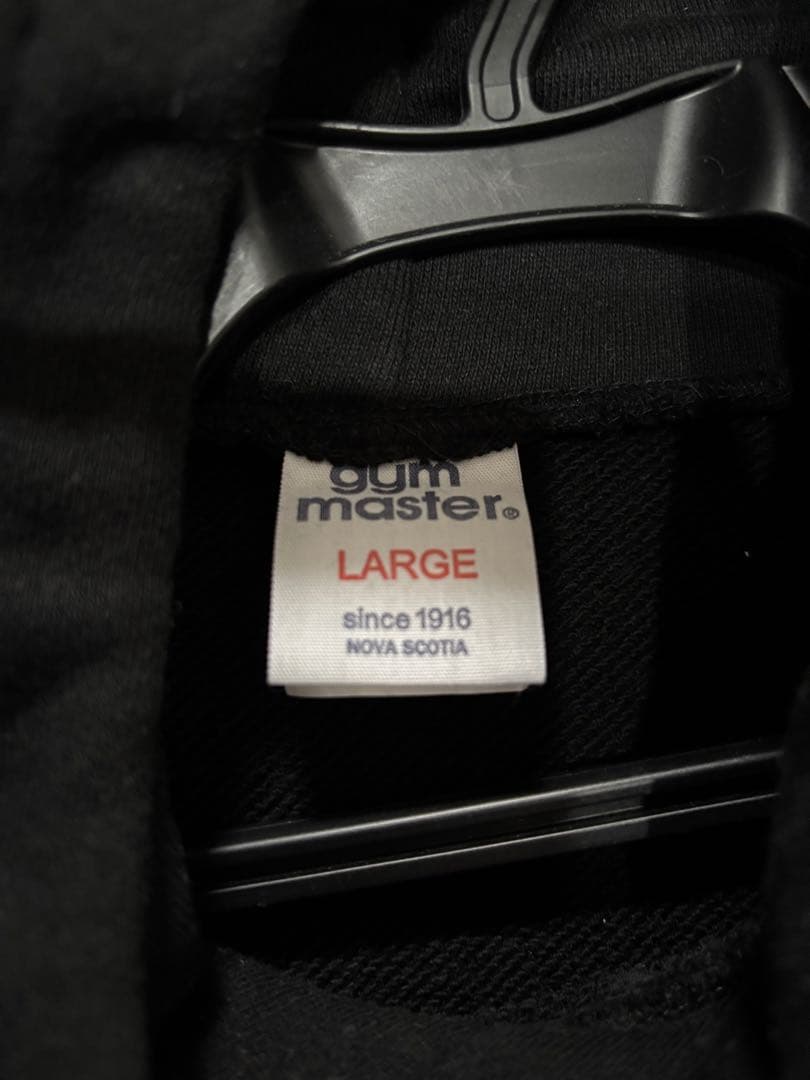 gym
master®
LARGE
since 1916
NOVA SCOTIA